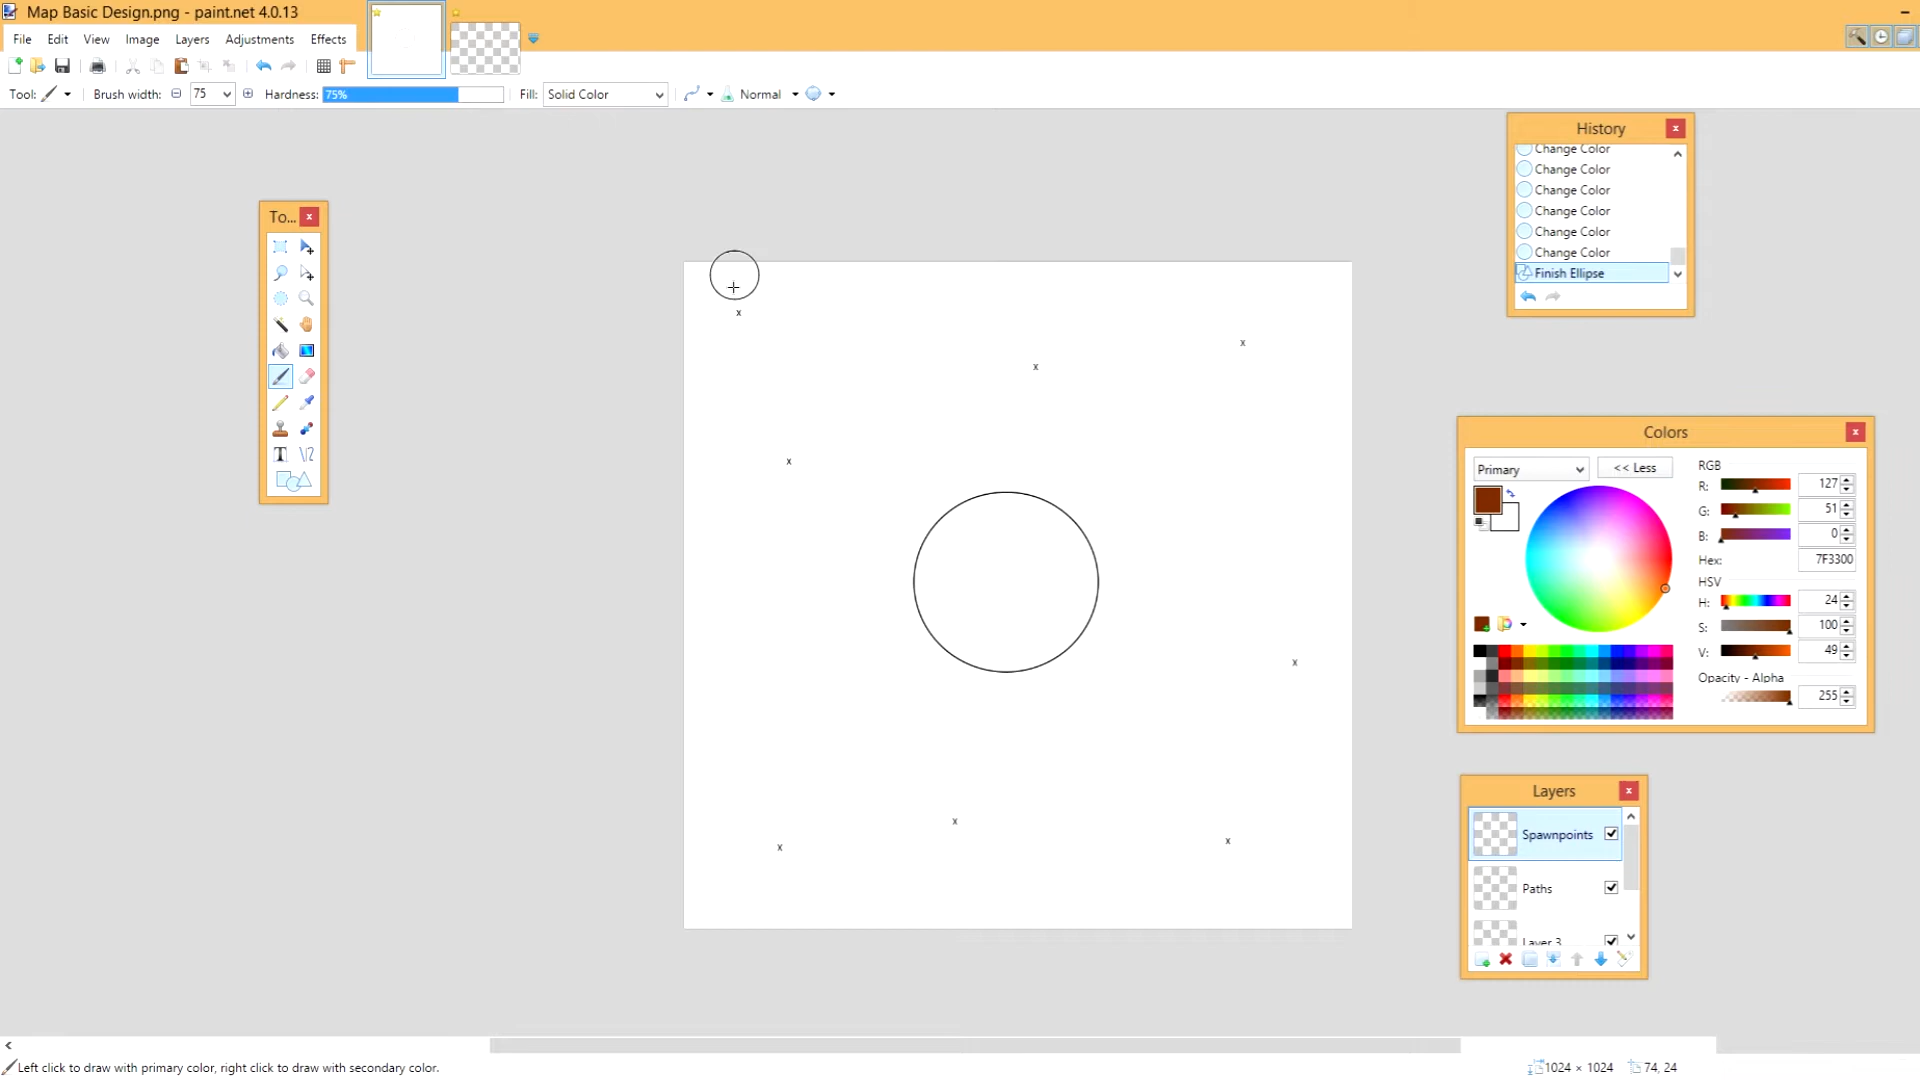 Map Basic Design.png - paint.net 4.0.13
File Edit View Image Layers Adjustments Effects
Tool: Brush width: 75 Hardness: 75% Fill: Solid Color Normal
History
Change Color
Change Color
Change Color
Change Color
Change Color
Change Color
Finish Ellipse
To...
T
x
x
x
x
x
x
x
x
Colors
Primary << Less RGB
R: 127
G: 51
B: 0
Hex: 7F3300
HSV
H: 24
S: 100
V: 49
Opacity - Alpha
255
Layers
Spawnpoints
Paths
Layer 3
Left click to draw with primary color, right click to draw with secondary color. 1024 × 1024 74, 24